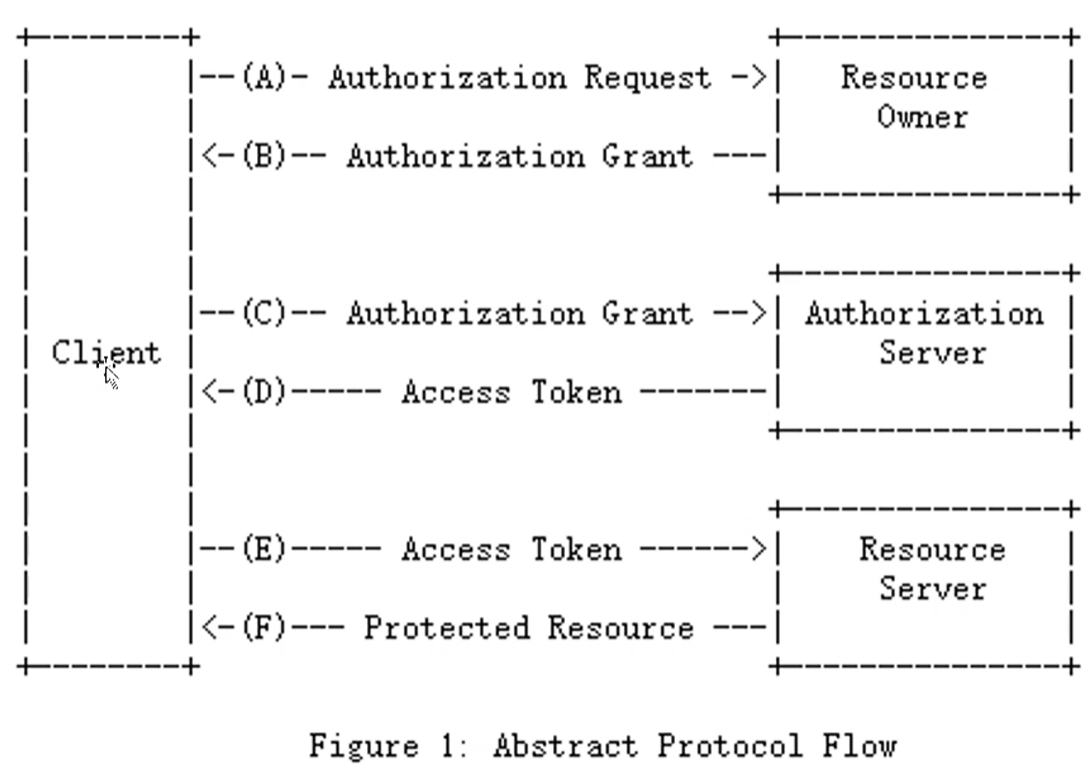 +--------+                               +---------------+
|        |--(A)- Authorization Request ->|   Resource    |
|        |                               |     Owner     |
|        |<-(B)-- Authorization Grant ---|               |
|        |                               +---------------+
|        |
|        |                               +---------------+
|        |--(C)-- Authorization Grant -->| Authorization |
| Client |                               |     Server    |
|        |<-(D)----- Access Token -------|               |
|        |                               +---------------+
|        |
|        |                               +---------------+
|        |--(E)----- Access Token ------>|    Resource   |
|        |                               |     Server    |
|        |<-(F)--- Protected Resource ---|               |
+--------+                               +---------------+
Figure 1: Abstract Protocol Flow